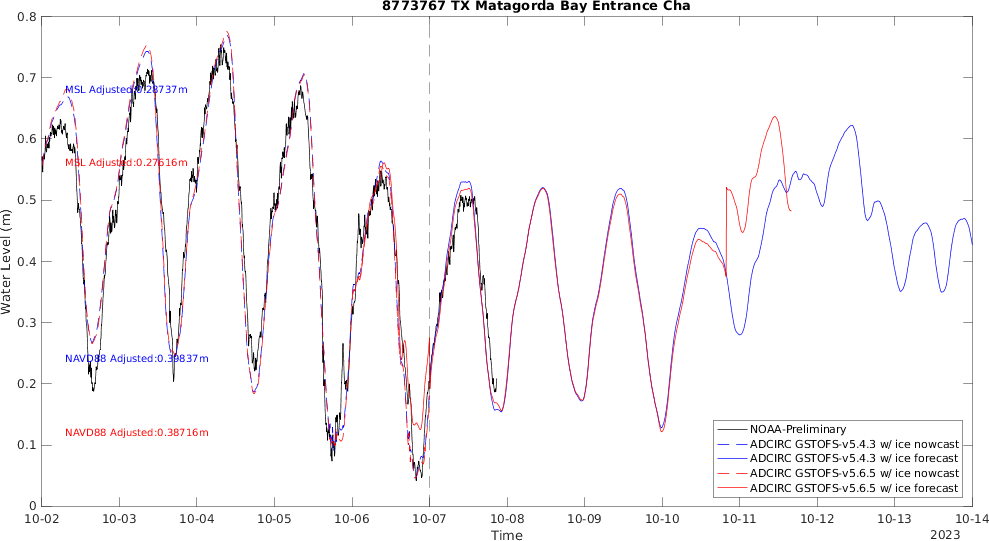 8773767 TX Matagorda Bay Entrance Cha
0.8
0.7
0.6
0.5
0.4
0.3
0.2
0.1
0
Water Level (m)
MSL Adjusted:0.28737m
MSL Adjusted:0.27616m
NAVD88 Adjusted:0.39837m
NAVD88 Adjusted:0.38716m
NOAA-Preliminary
ADCIRC GSTOFS-v5.4.3 w/ ice nowcast
ADCIRC GSTOFS-v5.4.3 w/ ice forecast
ADCIRC GSTOFS-v5.6.5 w/ ice nowcast
ADCIRC GSTOFS-v5.6.5 w/ ice forecast
10-02 10-03 10-04 10-05 10-06 10-07 10-08 10-09 10-10 10-11 10-12 10-13 10-14
Time
2023